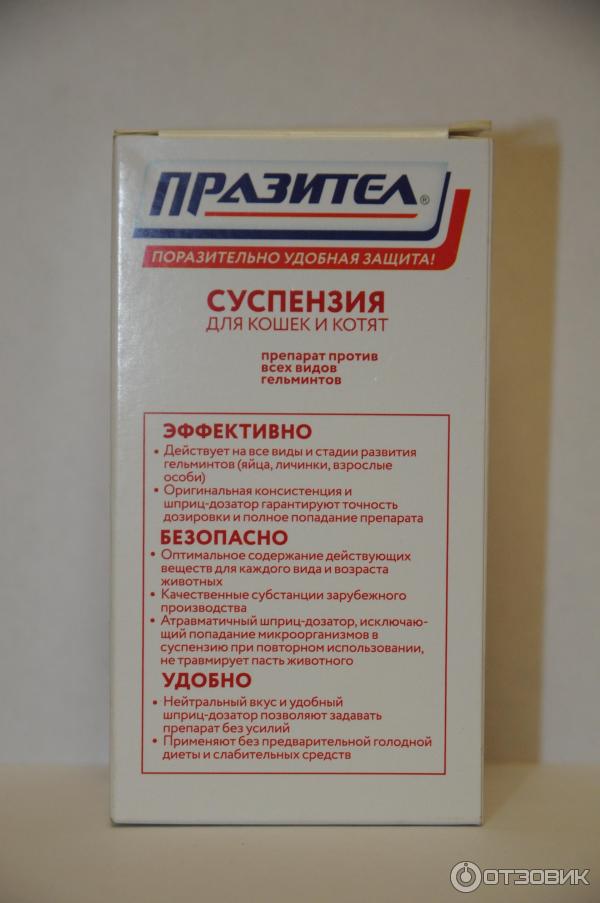 ПРАЗИТЕЛ®
ПОРАЗИТЕЛЬНО УДОБНАЯ ЗАЩИТА!
СУСПЕНЗИЯ
ДЛЯ КОШЕК И КОТЯТ
препарат против
всех видов
гельминтов
ЭФФЕКТИВНО
• Действует на все виды и стадии развития
гельминтов (яйца, личинки, взрослые
особи)
• Оригинальная консистенция и
шприц-дозатор гарантируют точность
дозировки и полное попадание препарата
БЕЗОПАСНО
• Оптимальное содержание действующих
веществ для каждого вида и возраста
животных
• Качественные субстанции зарубежного
производства
• Атравматичный шприц-дозатор, исключаю-
щий попадание микроорганизмов в
суспензию при повторном использовании,
не травмирует пасть животного
УДОБНО
• Нейтральный вкус и удобный
шприц-дозатор позволяют задавать
препарат без усилий
• Применяют без предварительной голодной
диеты и слабительных средств
ОТЗОВИК